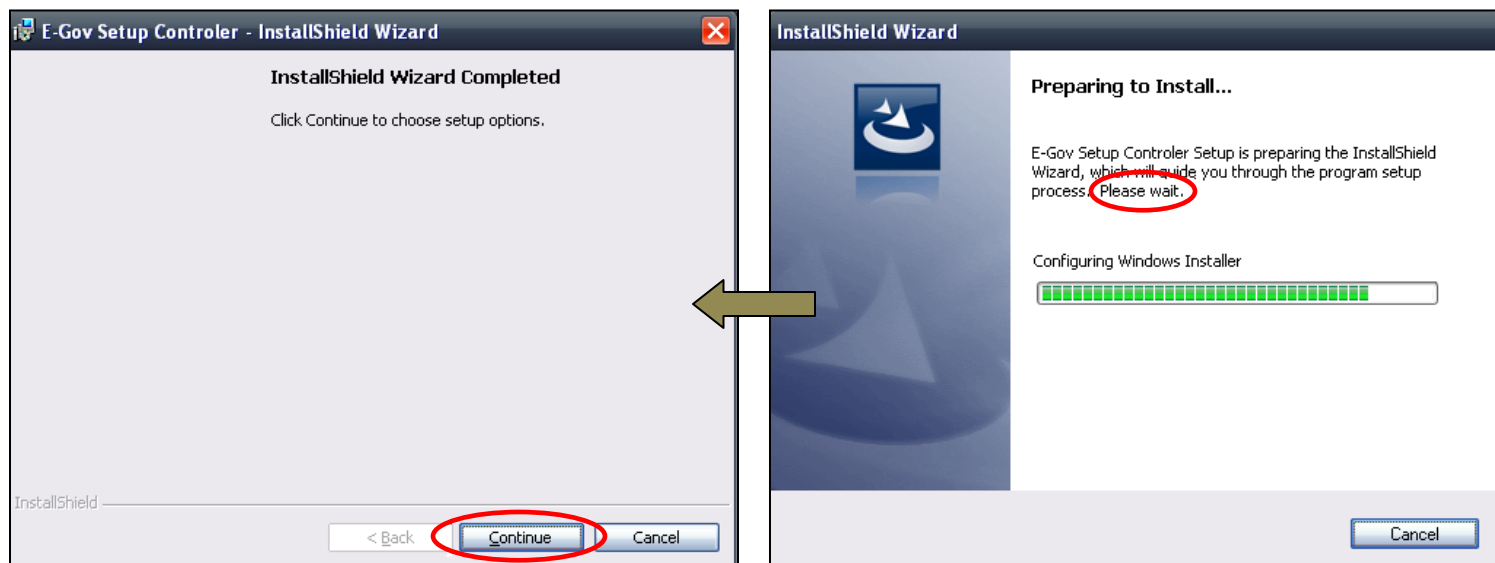 E-Gov Setup Controler - InstallShield Wizard
InstallShield Wizard Completed
Click Continue to choose setup options.
InstallShield
< Back
Continue
Cancel
InstallShield Wizard
Preparing to Install...
E-Gov Setup Controler Setup is preparing the InstallShield
Wizard, which will guide you through the program setup
process. Please wait.
Configuring Windows Installer
Cancel